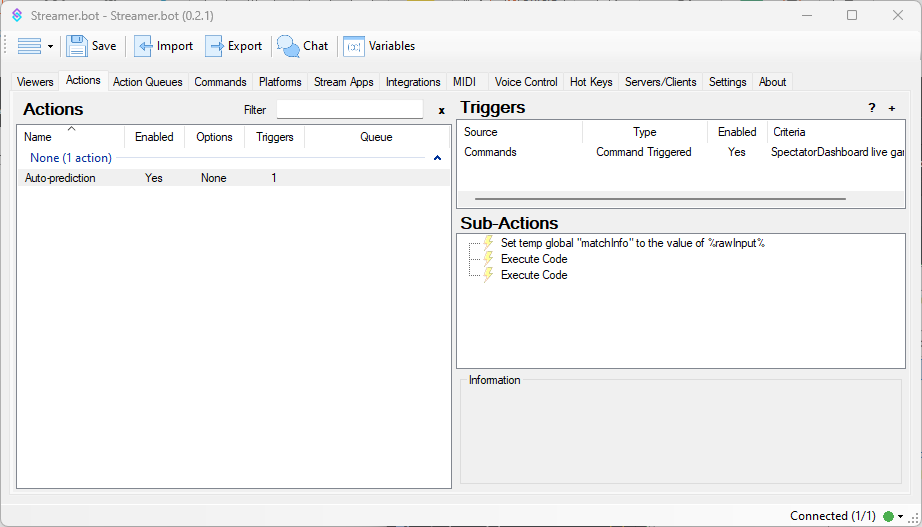 Streamer.bot - Streamer.bot (0.2.1)
Save Import Export Chat (x) Variables
Viewers Actions Action Queues Commands Platforms Stream Apps Integrations MIDI Voice Control Hot Keys Servers/Clients Settings About
Actions Filter x
Name Enabled Options Triggers Queue
None (1 action)
Auto-prediction Yes None 1
Triggers ? +
Source Type Enabled Criteria
Commands Command Triggered Yes SpectatorDashboard live gar
Sub-Actions
Set temp global "matchInfo" to the value of %rawInput%
Execute Code
Execute Code
Information
Connected (1/1)